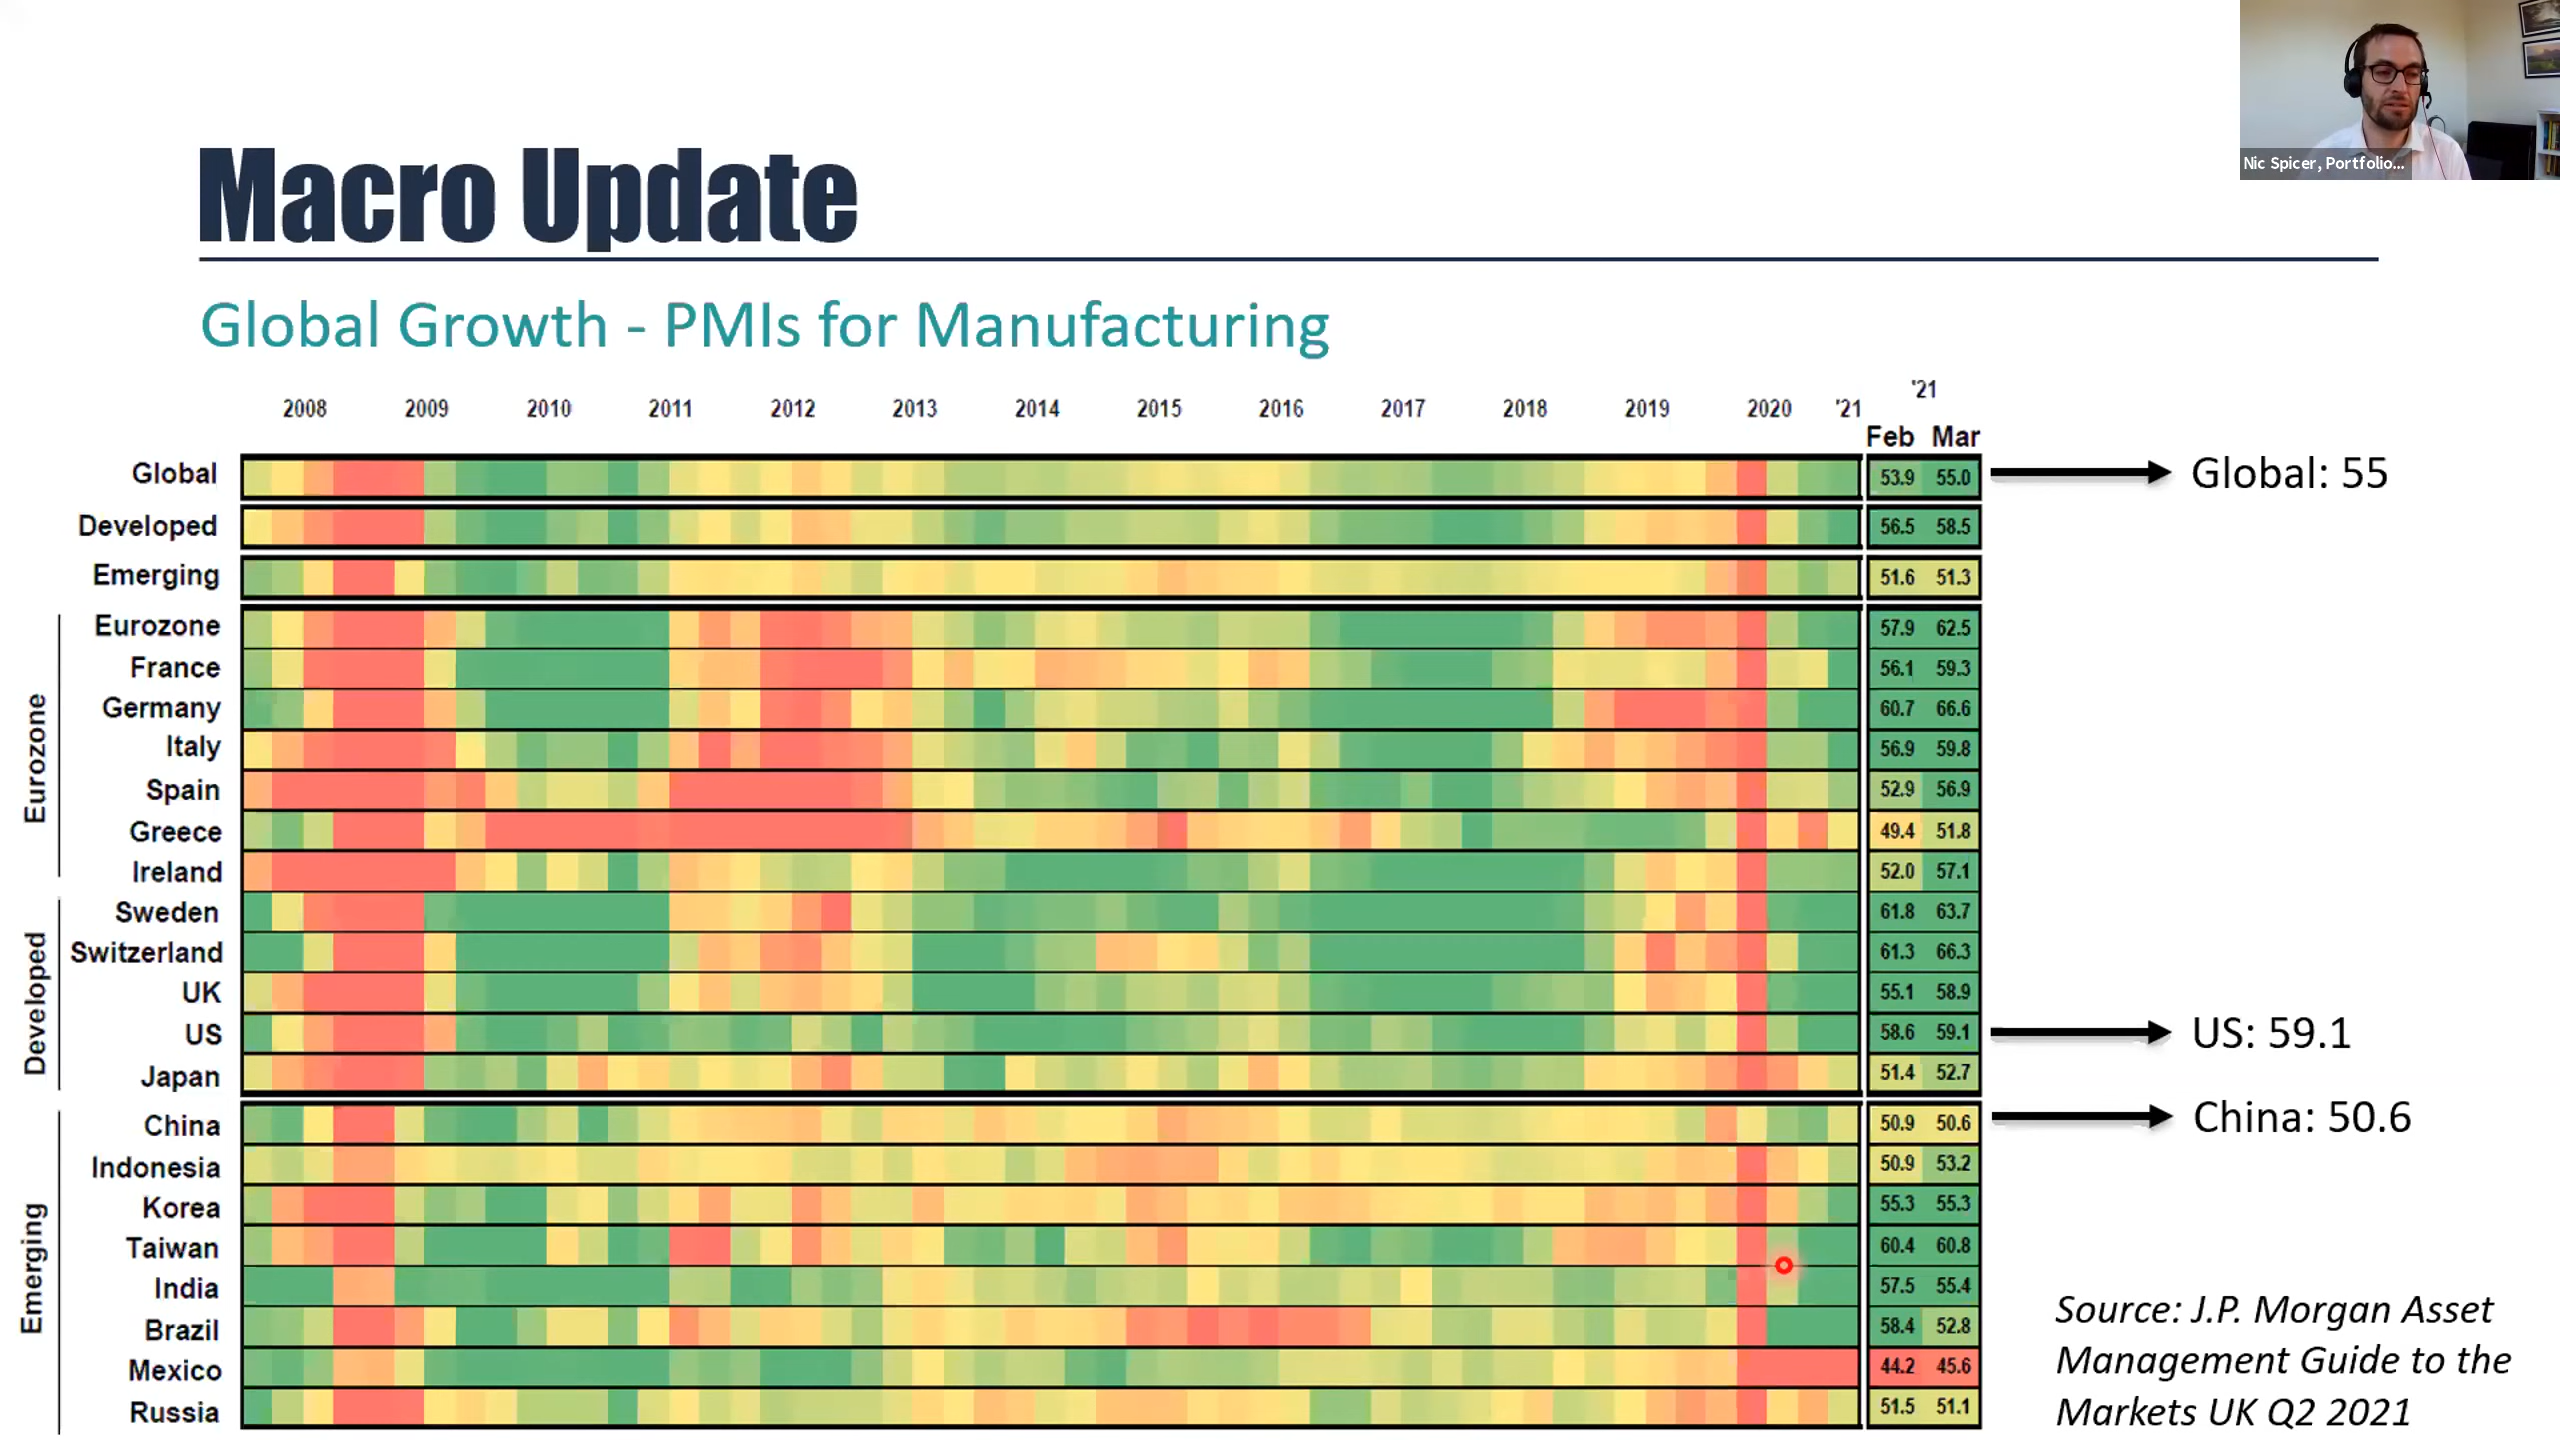 Nic Spicer, Portfolio...
Macro Update
Global Growth - PMIs for Manufacturing
2008 2009 2010 2011 2012 2013 2014 2015 2016 2017 2018 2019 2020 '21 '21
Feb Mar
Global 53.9 55.0 Global: 55
Developed 56.5 58.5
Emerging 51.6 51.3
Eurozone
Eurozone 57.9 62.5
France 56.1 59.3
Germany 60.7 66.6
Italy 56.9 59.8
Spain 52.9 56.9
Greece 49.4 51.8
Ireland 52.0 57.1
Developed
Sweden 61.8 63.7
Switzerland 61.3 66.3
UK 55.1 58.9
US 58.6 59.1 US: 59.1
Japan 51.4 52.7
Emerging
China 50.9 50.6 China: 50.6
Indonesia 50.9 53.2
Korea 55.3 55.3
Taiwan 60.4 60.8
India 57.5 55.4
Brazil 58.4 52.8
Mexico 44.2 45.6
Russia 51.5 51.1
Source: J.P. Morgan Asset
Management Guide to the
Markets UK Q2 2021